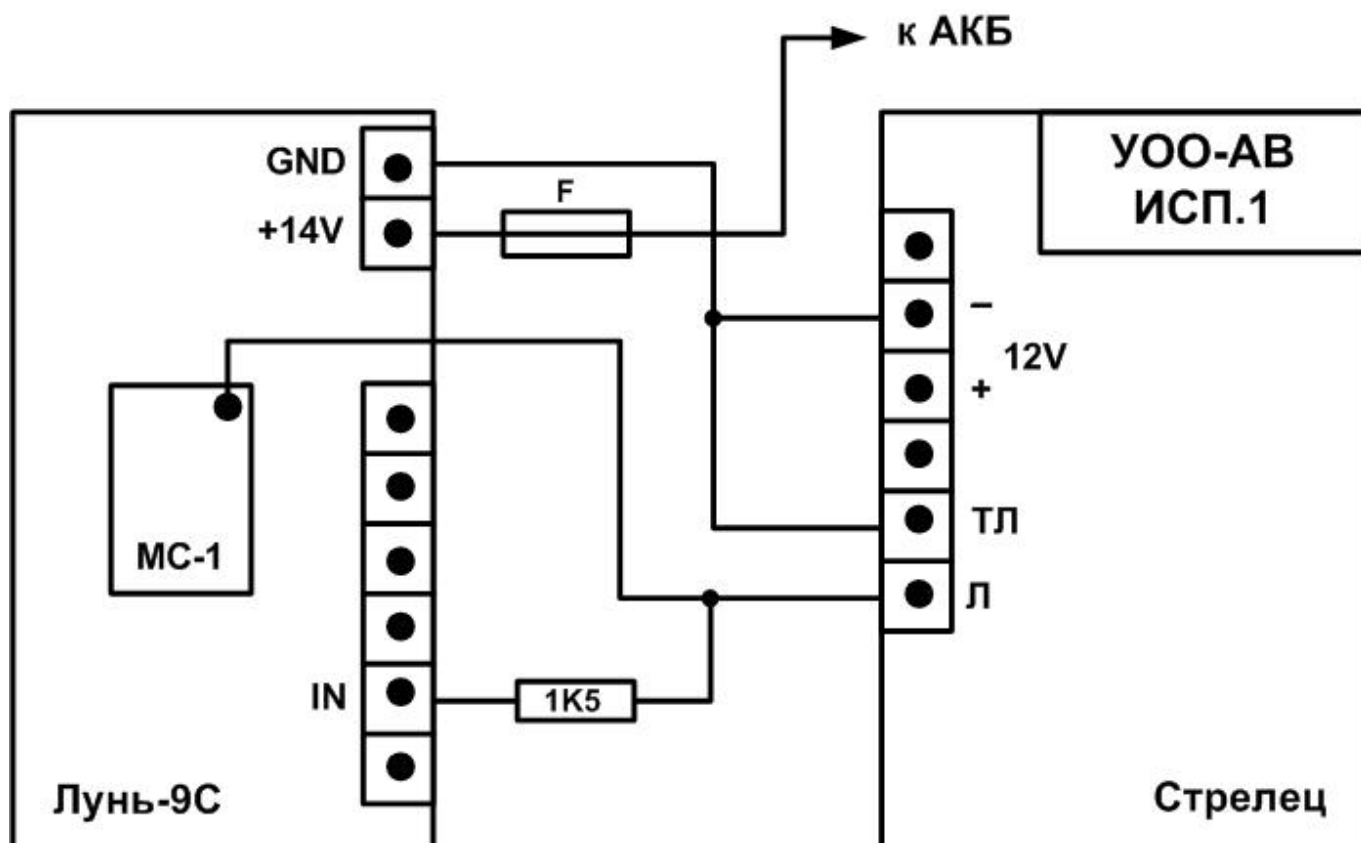 к АКБ
GND
F
+14V
УОО-АВ
ИСП.1
–
12V
+
МС-1
ТЛ
Л
IN
1K5
Лунь-9С
Стрелец